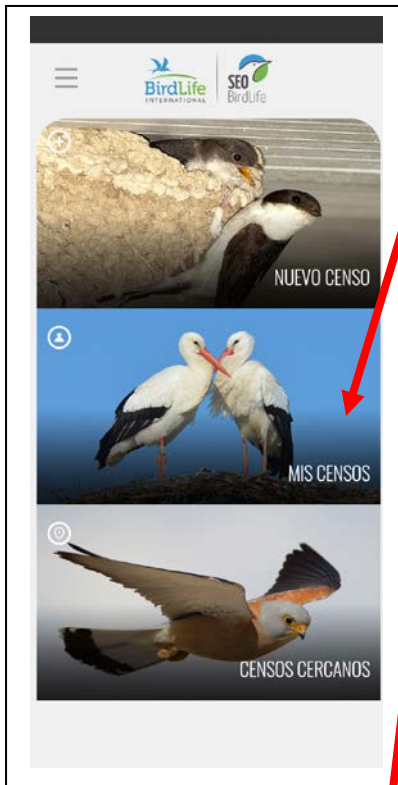 BirdLife
INTERNATIONAL
SEO
BirdLife
NUEVO CENSO
MIS CENSOS
CENSOS CERCANOS